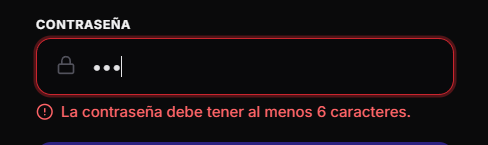 CONTRASEÑA
•••
La contraseña debe tener al menos 6 caracteres.